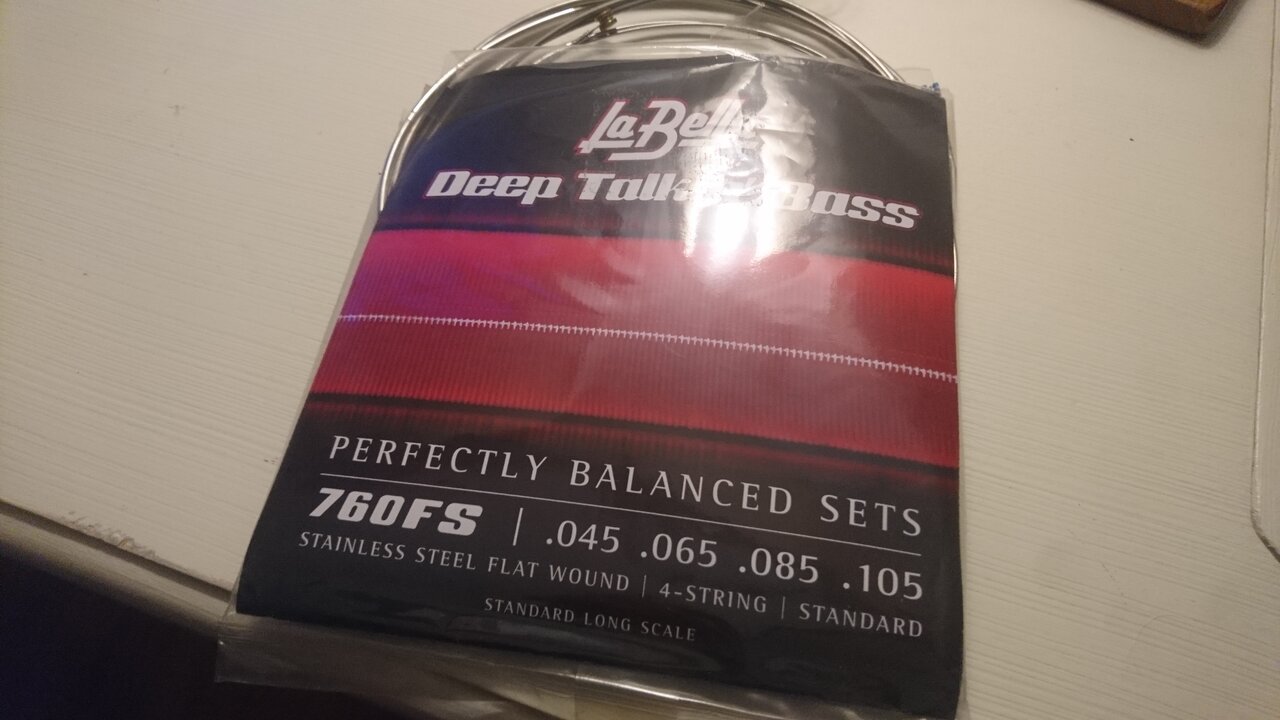 Deep Bass
PERFECTLY BALANCED SETS
760FS | .045 .065 .085 .105
STAINLESS STEEL FLAT WOUND | 4-STRING | STANDARD
STANDARD LONG SCALE